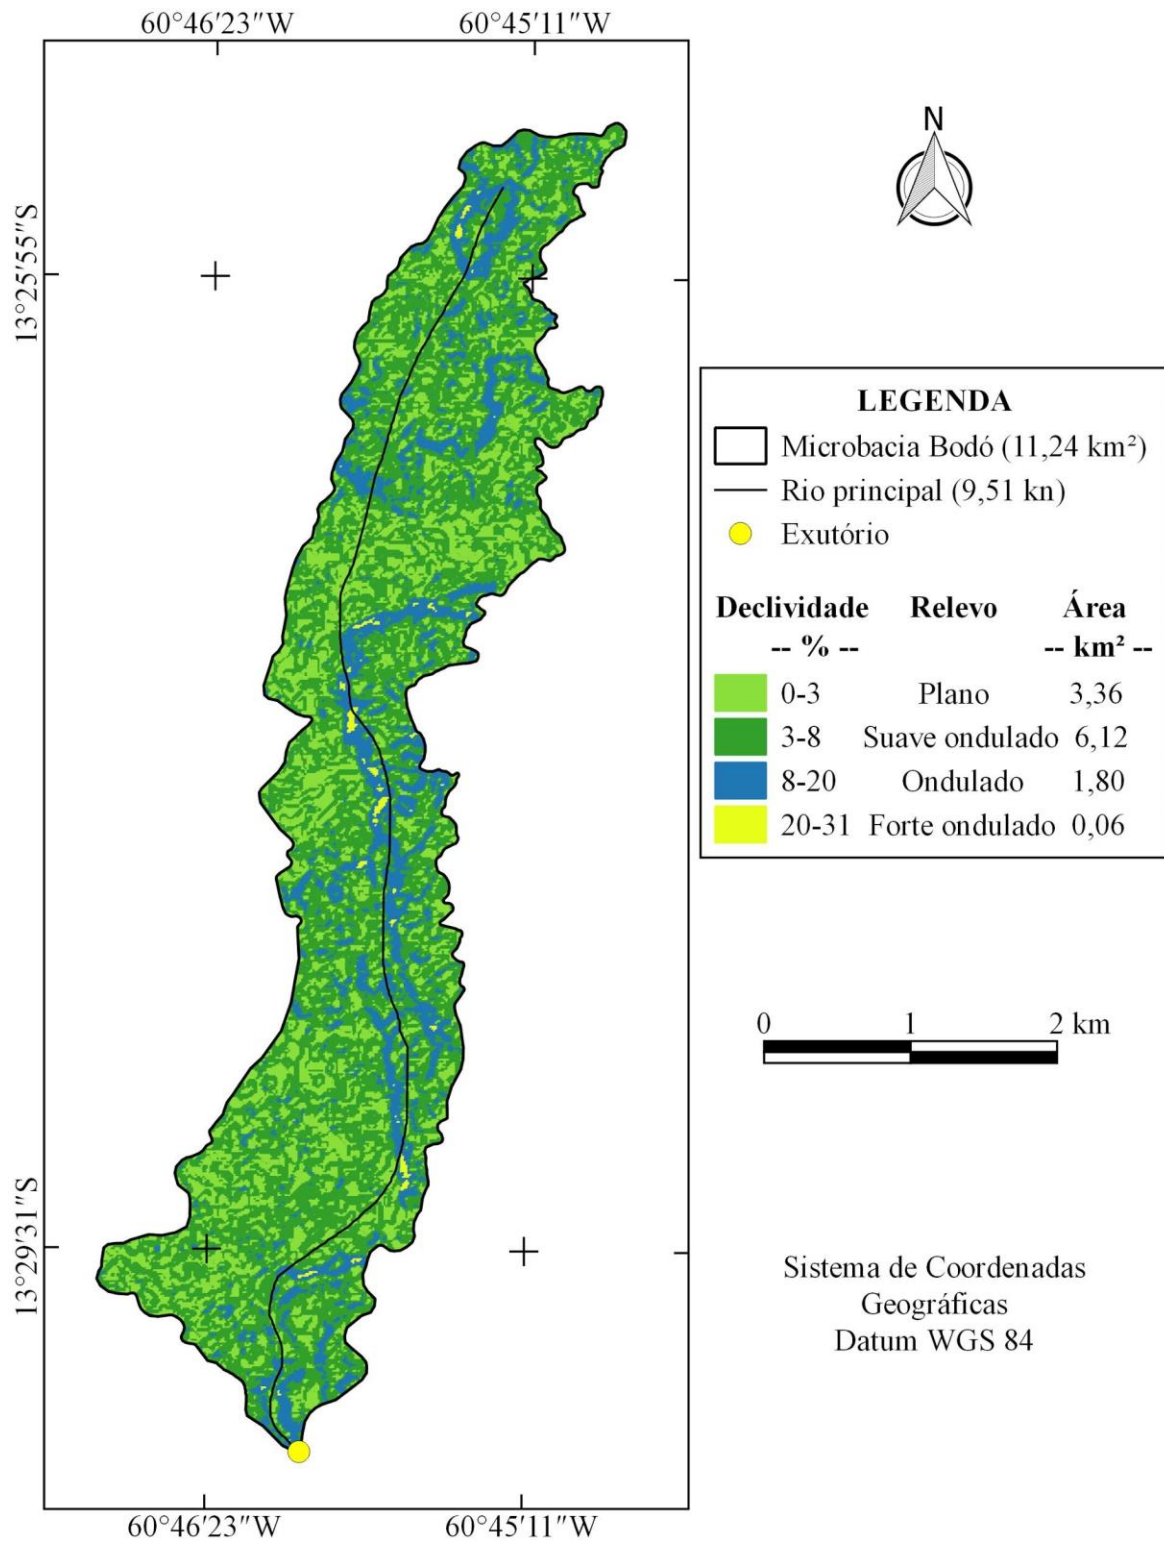 60°46′23″W 60°45′11″W
N
13°25′55″S
LEGENDA
Microbacia Bodó (11,24 km²)
Rio principal (9,51 kn)
Exutório
Declividade Relevo Área
-- % -- -- km² --
0-3 Plano 3,36
3-8 Suave ondulado 6,12
8-20 Ondulado 1,80
20-31 Forte ondulado 0,06
0 1 2 km
13°29′31″S
Sistema de Coordenadas
Geográficas
Datum WGS 84
60°46′23″W 60°45′11″W